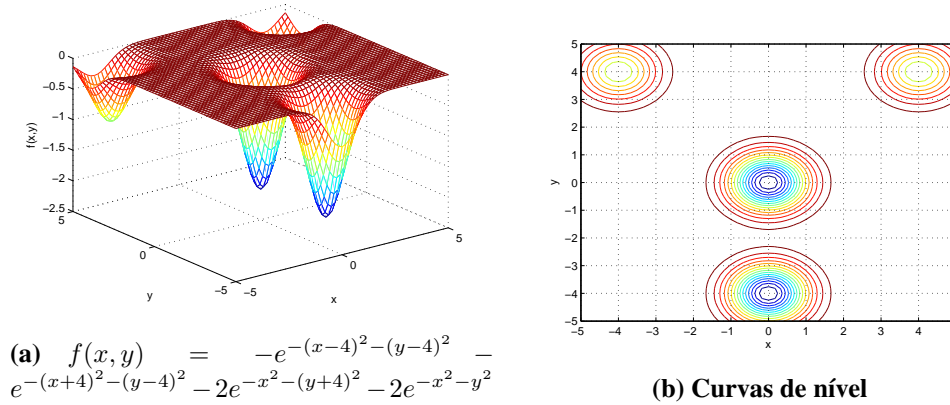 0
−0.5
−1
−1.5
−2
−2.5
f(x,y)
5
0
−5
y
−5
0
5
x
(a) f(x, y) = −e^{−(x−4)^2−(y−4)^2} −
e^{−(x+4)^2−(y−4)^2} − 2e^{−x^2−(y+4)^2} − 2e^{−x^2−y^2}
5
4
3
2
1
0
−1
−2
−3
−4
−5
y
−5 −4 −3 −2 −1 0 1 2 3 4
x
(b) Curvas de nível